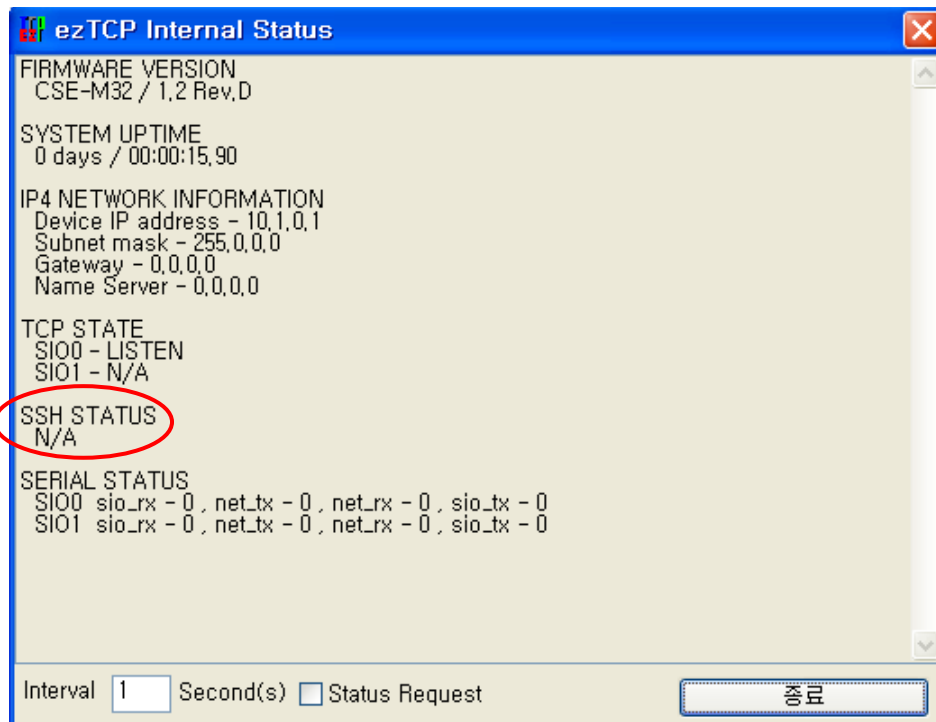 ezTCP Internal Status
FIRMWARE VERSION
CSE-M32 / 1,2 Rev,D
SYSTEM UPTIME
0 days / 00:00:15,90
IP4 NETWORK INFORMATION
Device IP address - 10,1,0,1
Subnet mask - 255,0,0,0
Gateway - 0,0,0,0
Name Server - 0,0,0,0
TCP STATE
SIO0 - LISTEN
SIO1 - N/A
SSH STATUS
N/A
SERIAL STATUS
SIO0 sio_rx - 0 , net_tx - 0 , net_rx - 0 , sio_tx - 0
SIO1 sio_rx - 0 , net_tx - 0 , net_rx - 0 , sio_tx - 0
Interval 1 Second(s) Status Request 종료